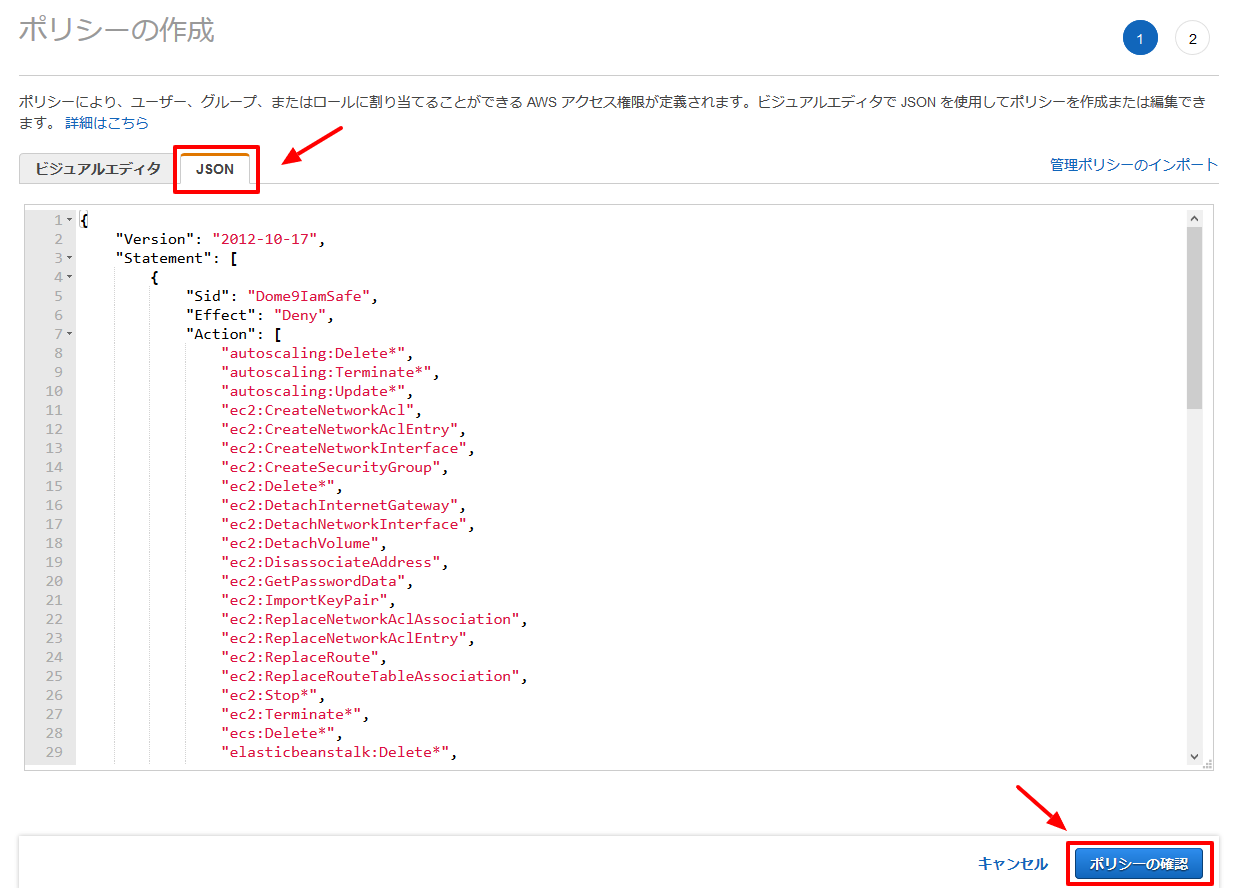 ポリシーの作成
1
2
ポリシーにより、ユーザー、グループ、またはロールに割り当てることができる AWS アクセス権限が定義されます。ビジュアルエディタで JSON を使用してポリシーを作成または編集でき
ます。 詳細はこちら
ビジュアルエディタ
JSON
管理ポリシーのインポート
1 {
2 "Version": "2012-10-17",
3 "Statement": [
4 {
5 "Sid": "Dome9IamSafe",
6 "Effect": "Deny",
7 "Action": [
8 "autoscaling:Delete*",
9 "autoscaling:Terminate*",
10 "autoscaling:Update*",
11 "ec2:CreateNetworkAcl",
12 "ec2:CreateNetworkAclEntry",
13 "ec2:CreateNetworkInterface",
14 "ec2:CreateSecurityGroup",
15 "ec2:Delete*",
16 "ec2:DetachInternetGateway",
17 "ec2:DetachNetworkInterface",
18 "ec2:DetachVolume",
19 "ec2:DisassociateAddress",
20 "ec2:GetPasswordData",
21 "ec2:ImportKeyPair",
22 "ec2:ReplaceNetworkAclAssociation",
23 "ec2:ReplaceNetworkAclEntry",
24 "ec2:ReplaceRoute",
25 "ec2:ReplaceRouteTableAssociation",
26 "ec2:Stop*",
27 "ec2:Terminate*",
28 "ecs:Delete*",
29 "elasticbeanstalk:Delete*",
キャンセル
ポリシーの確認